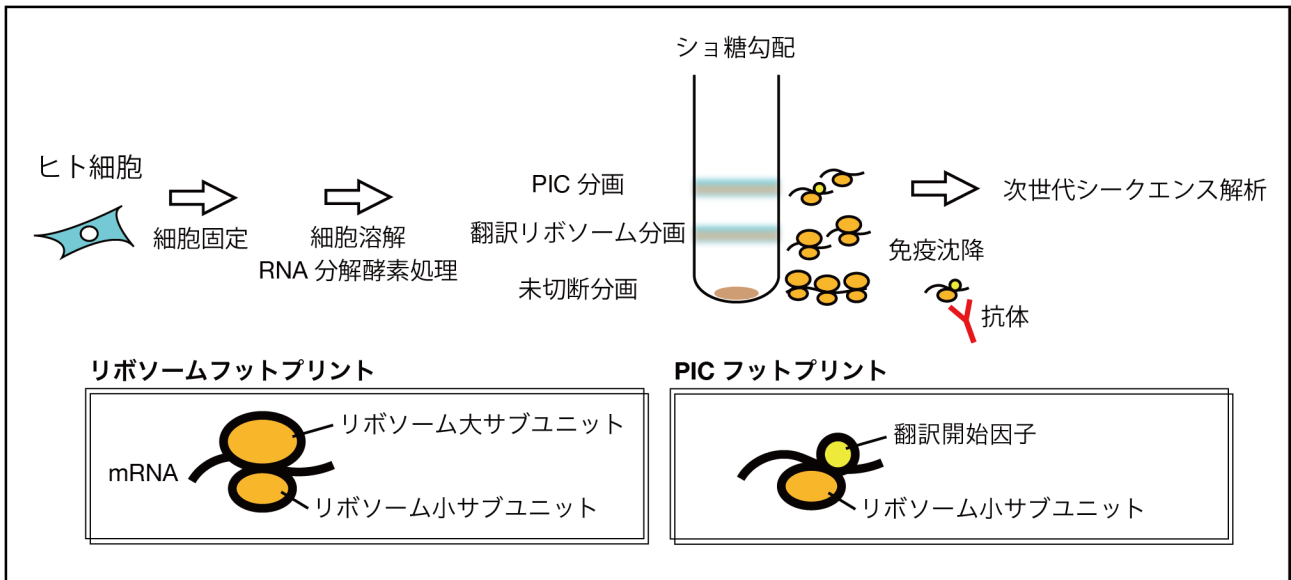 ショ糖勾配
ヒト細胞
細胞固定
細胞溶解
RNA 分解酵素処理
PIC 分画
翻訳リボソーム分画
未切断分画
次世代シークエンス解析
免疫沈降
抗体
リボソームフットプリント
リボソーム大サブユニット
mRNA
リボソーム小サブユニット
PIC フットプリント
翻訳開始因子
リボソーム小サブユニット